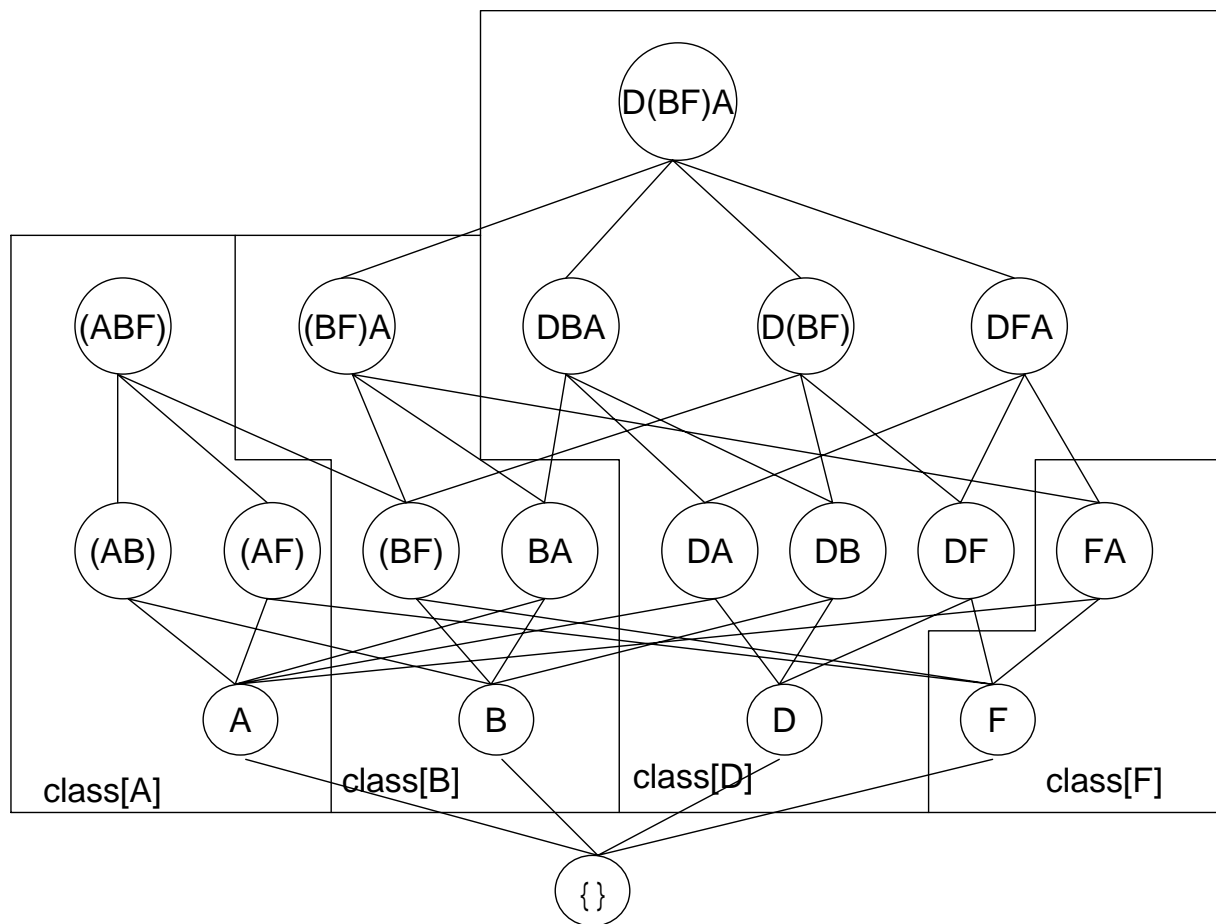 D(BF)A
(ABF)
(BF)A
DBA
D(BF)
DFA
(AB)
(AF)
(BF)
BA
DA
DB
DF
FA
A
B
D
F
class[A]
class[B]
class[D]
class[F]
{ }